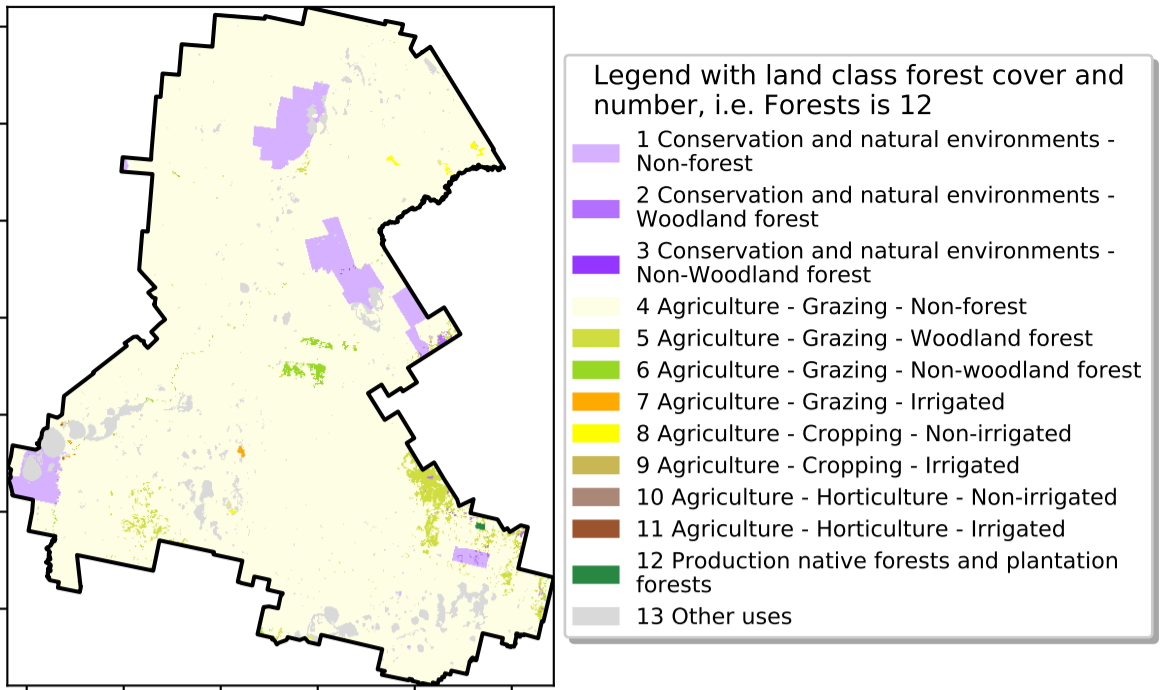 Legend with land class forest cover and
number, i.e. Forests is 12
1 Conservation and natural environments -
Non-forest
2 Conservation and natural environments -
Woodland forest
3 Conservation and natural environments -
Non-Woodland forest
4 Agriculture - Grazing - Non-forest
5 Agriculture - Grazing - Woodland forest
6 Agriculture - Grazing - Non-woodland forest
7 Agriculture - Grazing - Irrigated
8 Agriculture - Cropping - Non-irrigated
9 Agriculture - Cropping - Irrigated
10 Agriculture - Horticulture - Non-irrigated
11 Agriculture - Horticulture - Irrigated
12 Production native forests and plantation
forests
13 Other uses